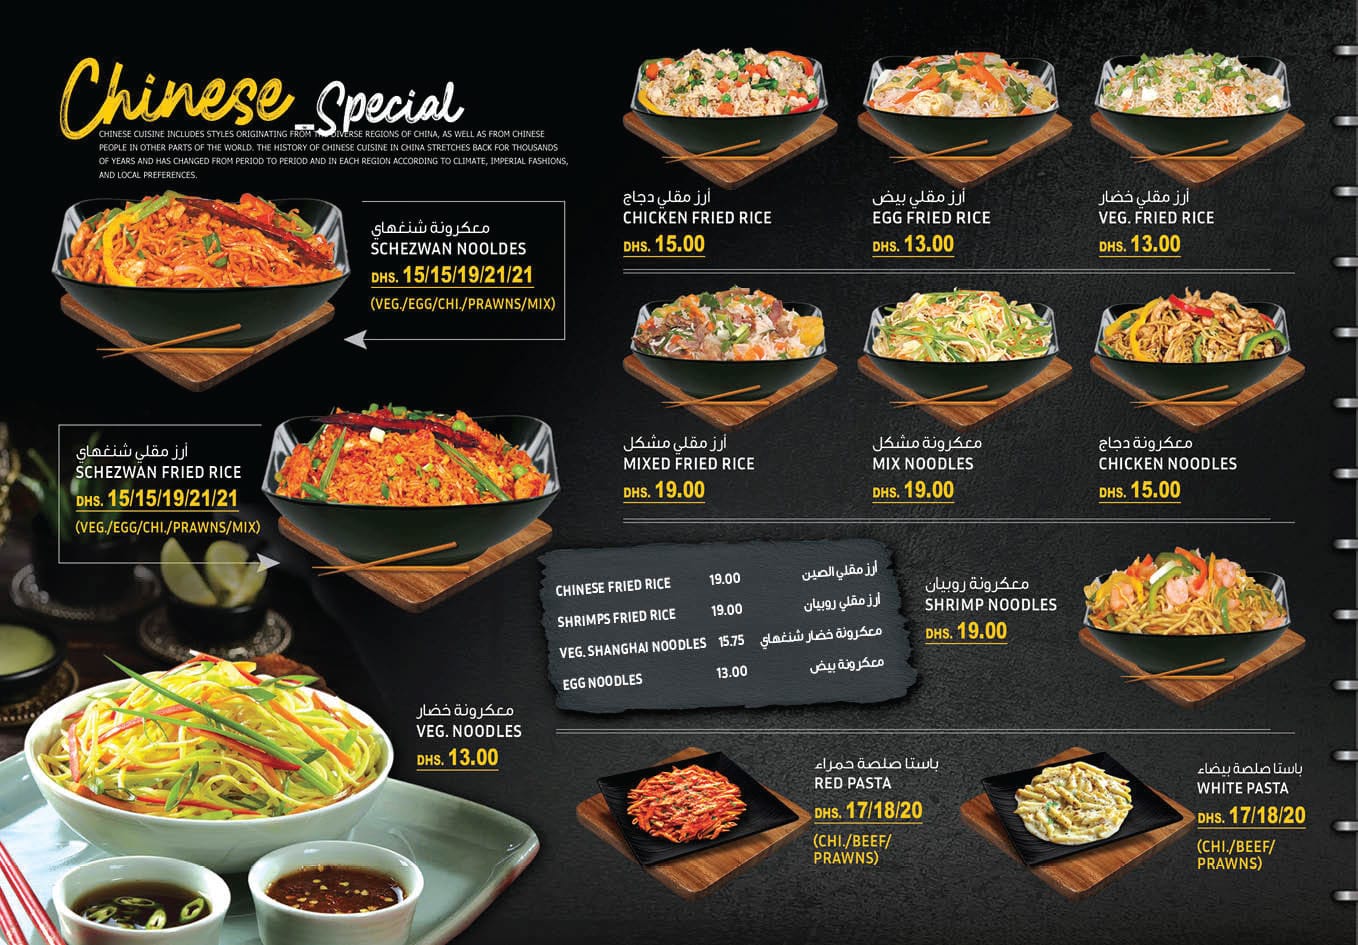 Chinese Special
CHINESE CUISINE INCLUDES STYLES ORIGINATING FROM THE DIVERSE REGIONS OF CHINA, AS WELL AS FROM CHINESE
PEOPLE IN OTHER PARTS OF THE WORLD. THE HISTORY OF CHINESE CUISINE IN CHINA STRETCHES BACK FOR THOUSANDS
OF YEARS AND HAS CHANGED FROM PERIOD TO PERIOD AND IN EACH REGION ACCORDING TO CLIMATE, IMPERIAL FASHIONS,
AND LOCAL PREFERENCES.
معكرونة شنغهاي
SCHEZWAN NOOLDES
DHS. 15/15/19/21/21
(VEG./EGG/CHI./PRAWNS/MIX)
أرز مقلي شنغهاي
SCHEZWAN FRIED RICE
DHS. 15/15/19/21/21
(VEG./EGG/CHI./PRAWNS/MIX)
معكرونة خضار
VEG. NOODLES
DHS. 13.00
أرز مقلي دجاج
CHICKEN FRIED RICE
DHS. 15.00
أرز مقلي بيض
EGG FRIED RICE
DHS. 13.00
أرز مقلي خضار
VEG. FRIED RICE
DHS. 13.00
أرز مقلي مشكل
MIXED FRIED RICE
DHS. 19.00
معكرونة مشكل
MIX NOODLES
DHS. 19.00
معكرونة دجاج
CHICKEN NOODLES
DHS. 15.00
CHINESE FRIED RICE 19.00 أرز مقلي الصين
SHRIMPS FRIED RICE 19.00 أرز مقلي روبيان
VEG. SHANGHAI NOODLES 15.75 معكرونة خضار شنغهاي
EGG NOODLES 13.00 معكرونة بيض
معكرونة روبيان
SHRIMP NOODLES
DHS. 19.00
باستا صلصة حمراء
RED PASTA
DHS. 17/18/20
(CHI./BEEF/
PRAWNS)
باستا صلصة بيضاء
WHITE PASTA
DHS. 17/18/20
(CHI./BEEF/
PRAWNS)